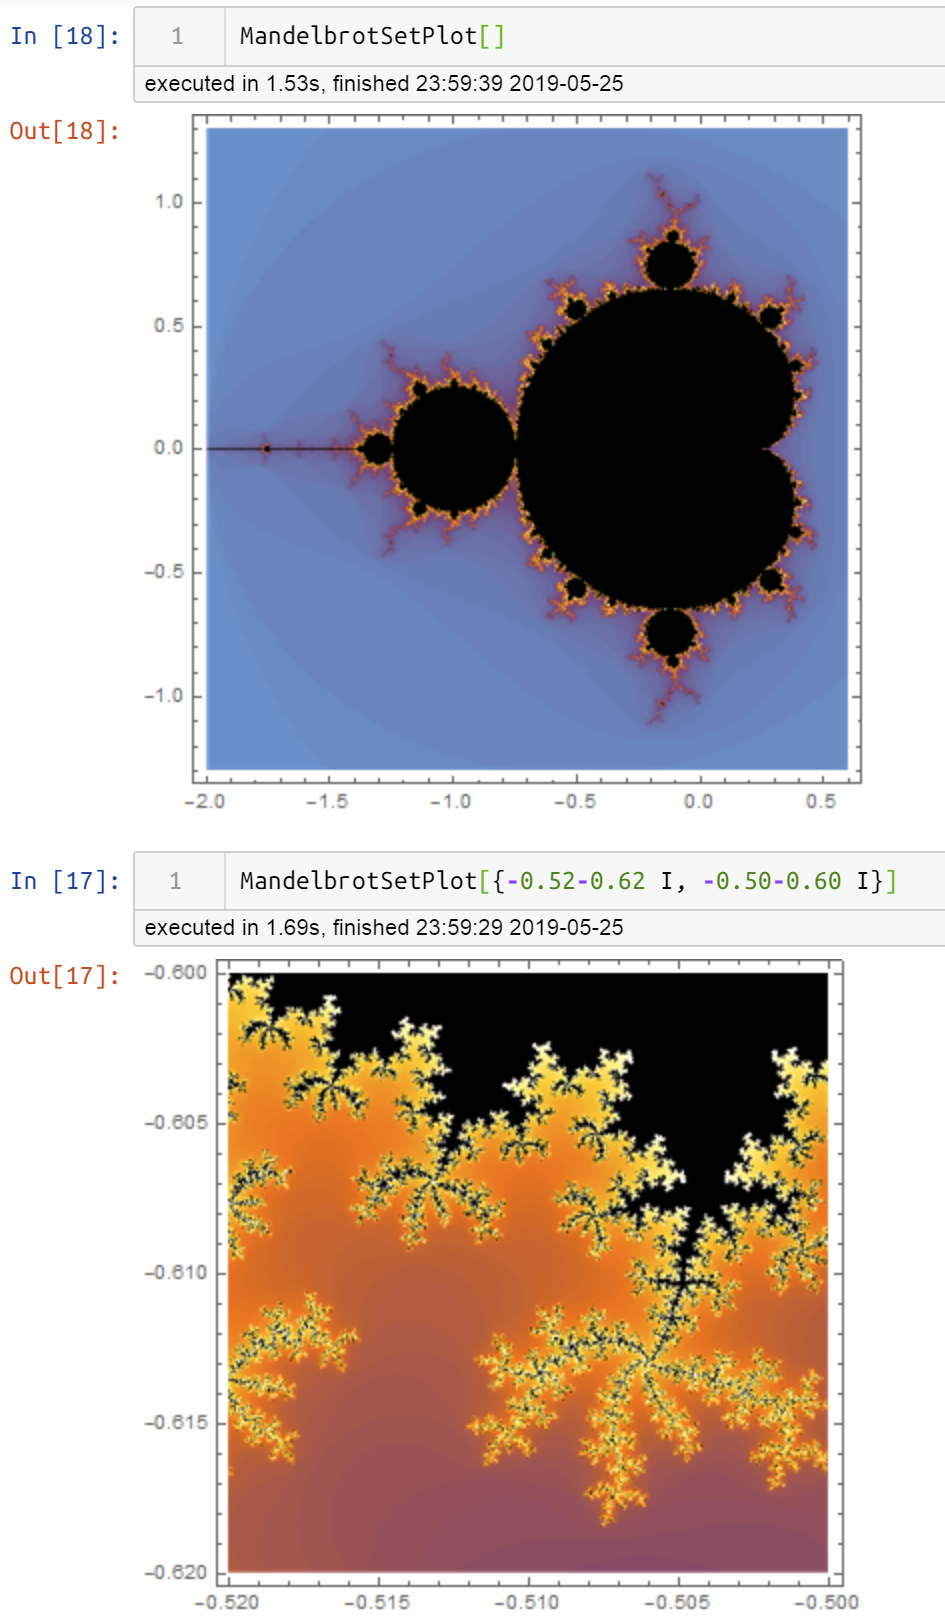 In [18]: 1 MandelbrotSetPlot[]
executed in 1.53s, finished 23:59:39 2019-05-25
Out[18]:
1.0
0.5
0.0
−0.5
−1.0
−2.0 −1.5 −1.0 −0.5 0.0 0.5
In [17]: 1 MandelbrotSetPlot[{-0.52-0.62 I, -0.50-0.60 I}]
executed in 1.69s, finished 23:59:29 2019-05-25
Out[17]: −0.600
−0.605
−0.610
−0.615
−0.620
−0.520 −0.515 −0.510 −0.505 −0.500